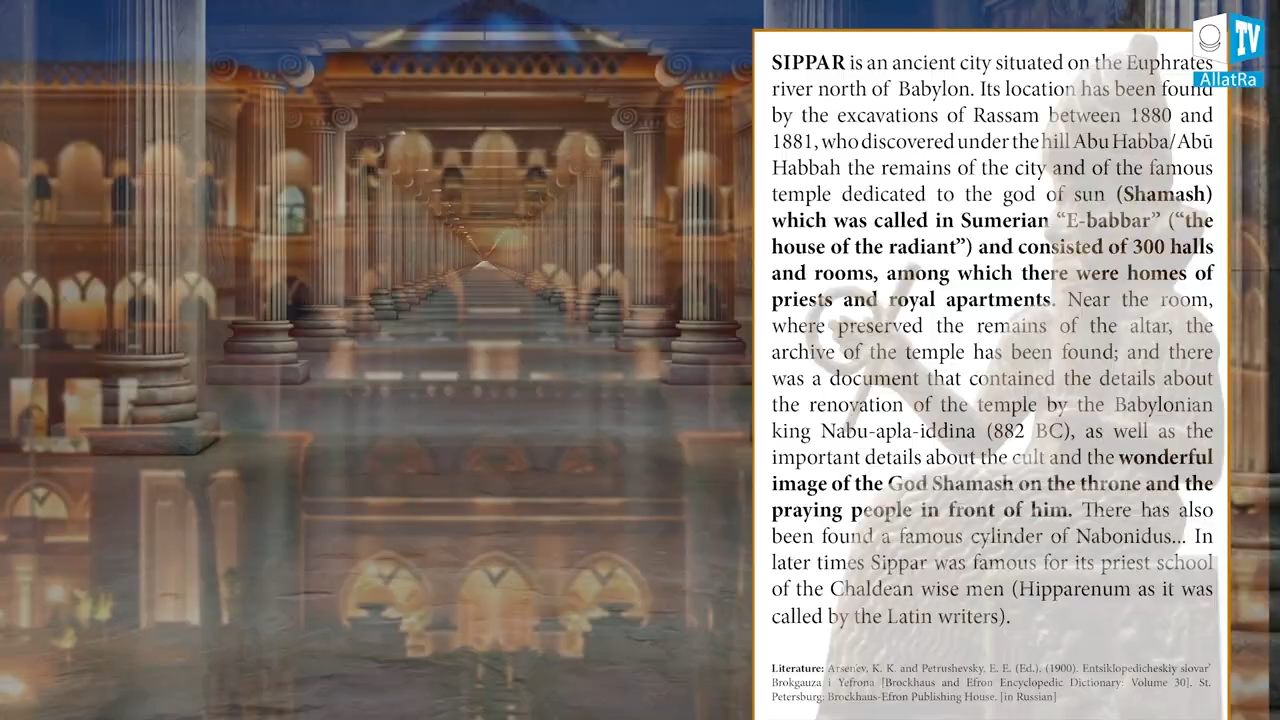 TV
AllatRa
SIPPAR is an ancient city situated on the Euphrates
river north of Babylon. Its location has been found
by the excavations of Rassam between 1880 and
1881, who discovered under the hill Abu Habba/Abū
Habbah the remains of the city and of the famous
temple dedicated to the god of sun (Shamash)
which was called in Sumerian “E-babbar” (“the
house of the radiant”) and consisted of 300 halls
and rooms, among which there were homes of
priests and royal apartments. Near the room,
where preserved the remains of the altar, the
archive of the temple has been found; and there
was a document that contained the details about
the renovation of the temple by the Babylonian
king Nabu-apla-iddina (882 BC), as well as the
important details about the cult and the wonderful
image of the God Shamash on the throne and the
praying people in front of him. There has also
been found a famous cylinder of Nabonidus... In
later times Sippar was famous for its priest school
of the Chaldean wise men (Hipparenum as it was
called by the Latin writers).
Literature: Arsenev, K. K. and Petrushevsky, E. E. (Ed.). (1900). Entsiklopedicheskiy slovar’
Brokgauza i Yefrona [Brockhaus and Efron Encyclopedic Dictionary: Volume 30]. St.
Petersburg: Brockhaus-Efron Publishing House. [in Russian]